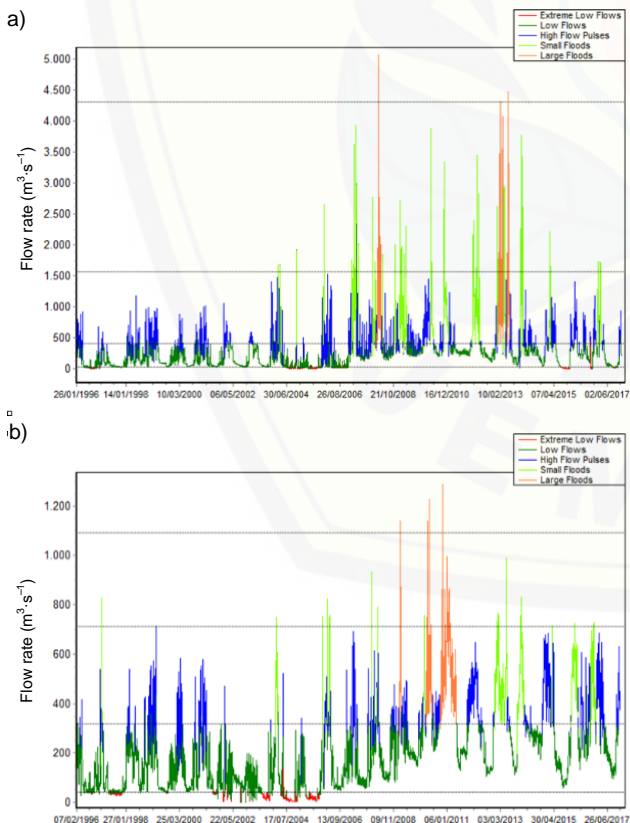 a)
Extreme Low Flows
Low Flows
High Flow Pulses
Small Floods
Large Floods
Flow rate (m³·s⁻¹)
5.000
4.500
4.000
3.500
3.000
2.500
2.000
1.500
1.000
500
0
26/01/1996 14/01/1998 10/03/2000 06/05/2002 30/06/2004 26/08/2006 21/10/2008 16/12/2010 10/02/2013 07/04/2015 02/06/2017
b)
Extreme Low Flows
Low Flows
High Flow Pulses
Small Floods
Large Floods
Flow rate (m³·s⁻¹)
1.200
1.000
800
600
400
200
0
07/02/1996 27/01/1998 25/03/2000 22/05/2002 17/07/2004 13/09/2006 09/11/2008 06/01/2011 03/03/2013 30/04/2015 26/06/2017
E N